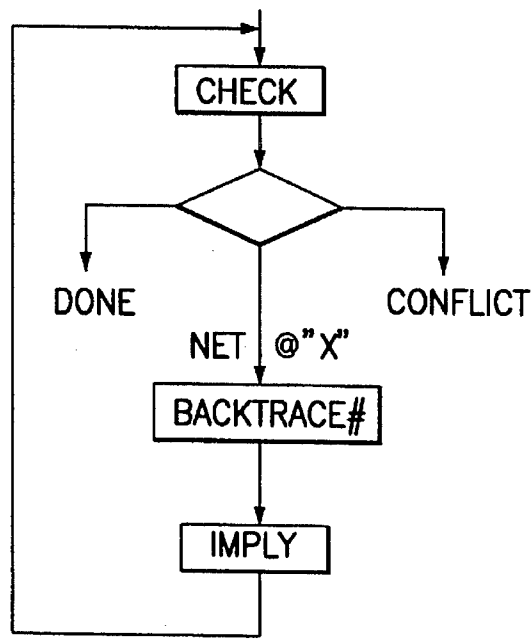 CHECK
DONE
CONFLICT
NET @"X"
BACKTRACE#
IMPLY